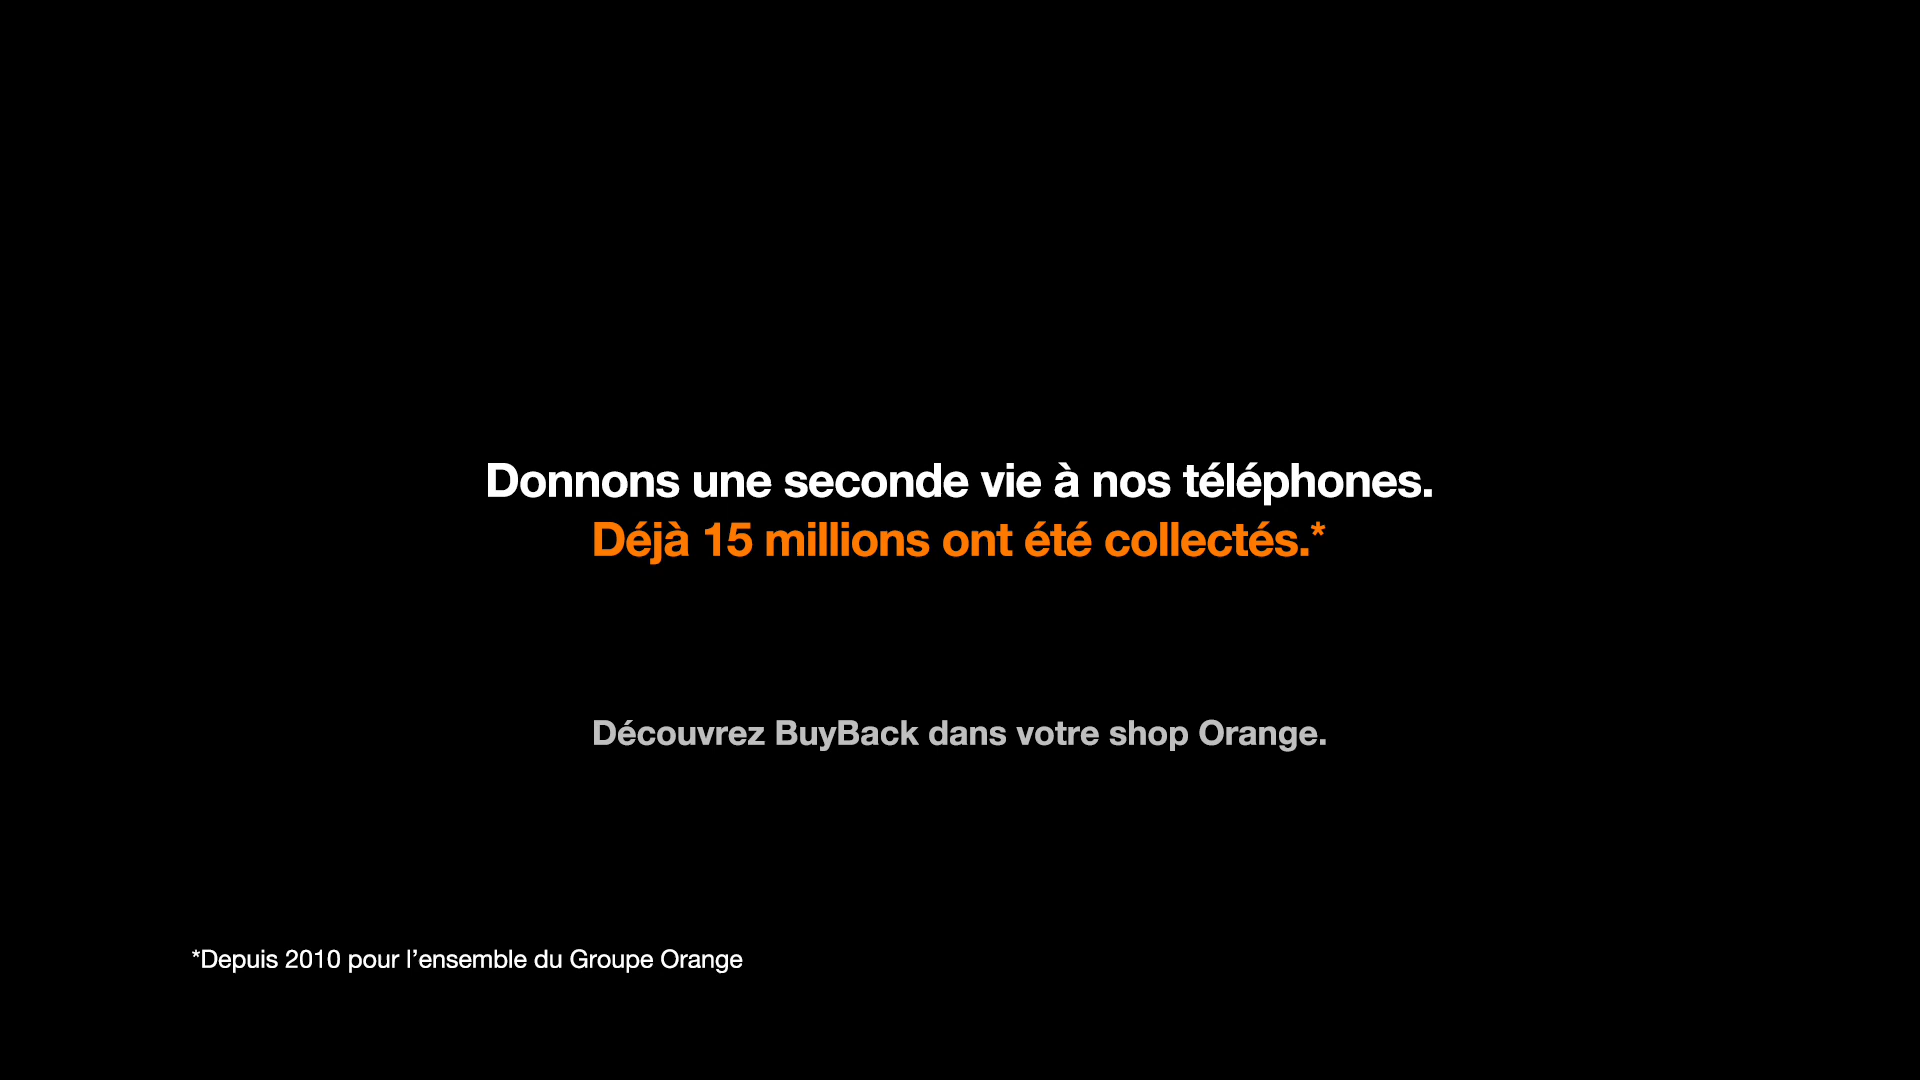 Donnons une seconde vie à nos téléphones.
Déjà 15 millions ont été collectés.*
Découvrez BuyBack dans votre shop Orange.
*Depuis 2010 pour l’ensemble du Groupe Orange